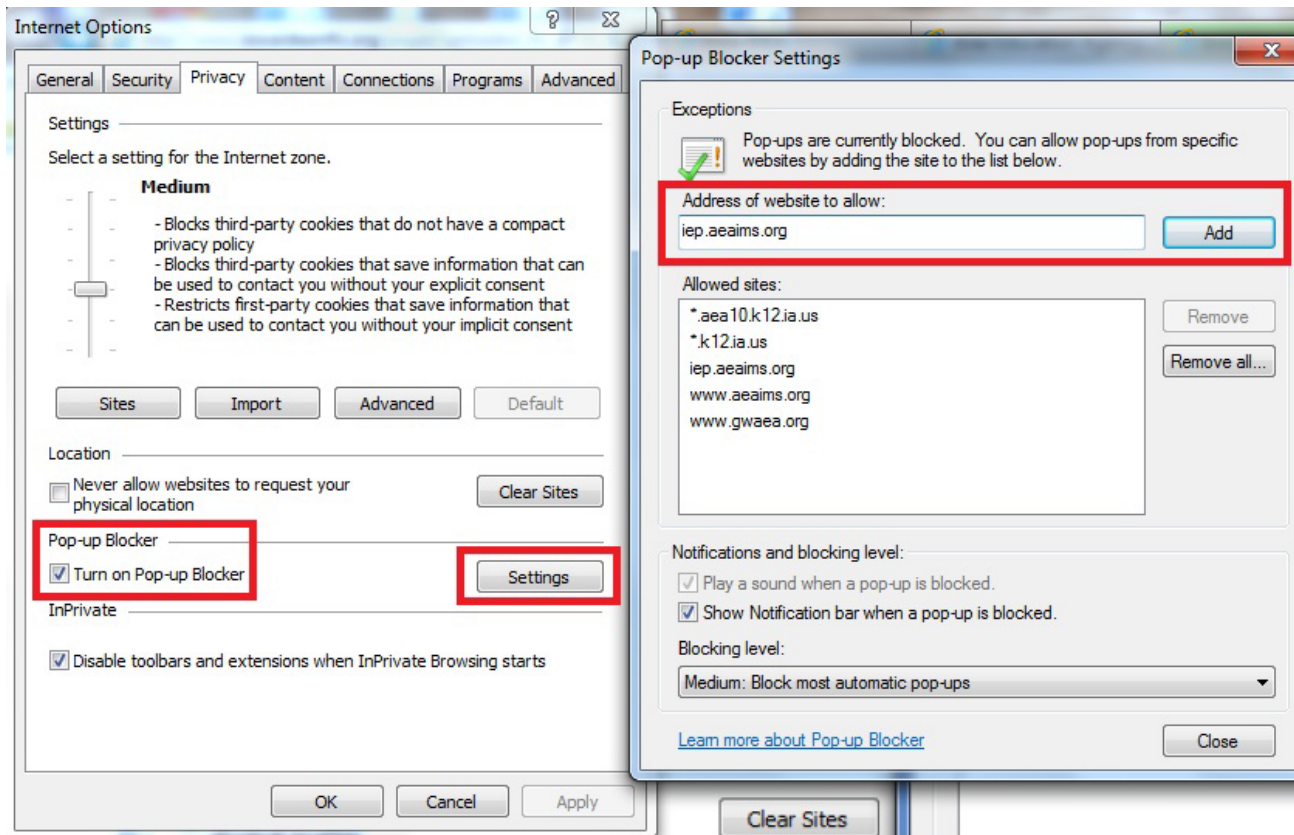 Internet Options
General Security Privacy Content Connections Programs Advanced
Settings
Select a setting for the Internet zone.
Medium
- Blocks third-party cookies that do not have a compact
privacy policy
- Blocks third-party cookies that save information that can
be used to contact you without your explicit consent
- Restricts first-party cookies that save information that
can be used to contact you without your implicit consent
Sites Import Advanced Default
Location
Never allow websites to request your
physical location
Clear Sites
Pop-up Blocker
Turn on Pop-up Blocker
Settings
InPrivate
Disable toolbars and extensions when InPrivate Browsing starts
OK Cancel Apply
Pop-up Blocker Settings
Exceptions
Pop-ups are currently blocked. You can allow pop-ups from specific
websites by adding the site to the list below.
Address of website to allow:
iep.aeaims.org
Add
Allowed sites:
*.aea10.k12.ia.us
*.k12.ia.us
iep.aeaims.org
www.aeaims.org
www.gwaea.org
Remove
Remove all...
Notifications and blocking level:
Play a sound when a pop-up is blocked.
Show Notification bar when a pop-up is blocked.
Blocking level:
Medium: Block most automatic pop-ups
Learn more about Pop-up Blocker
Close
Clear Sites